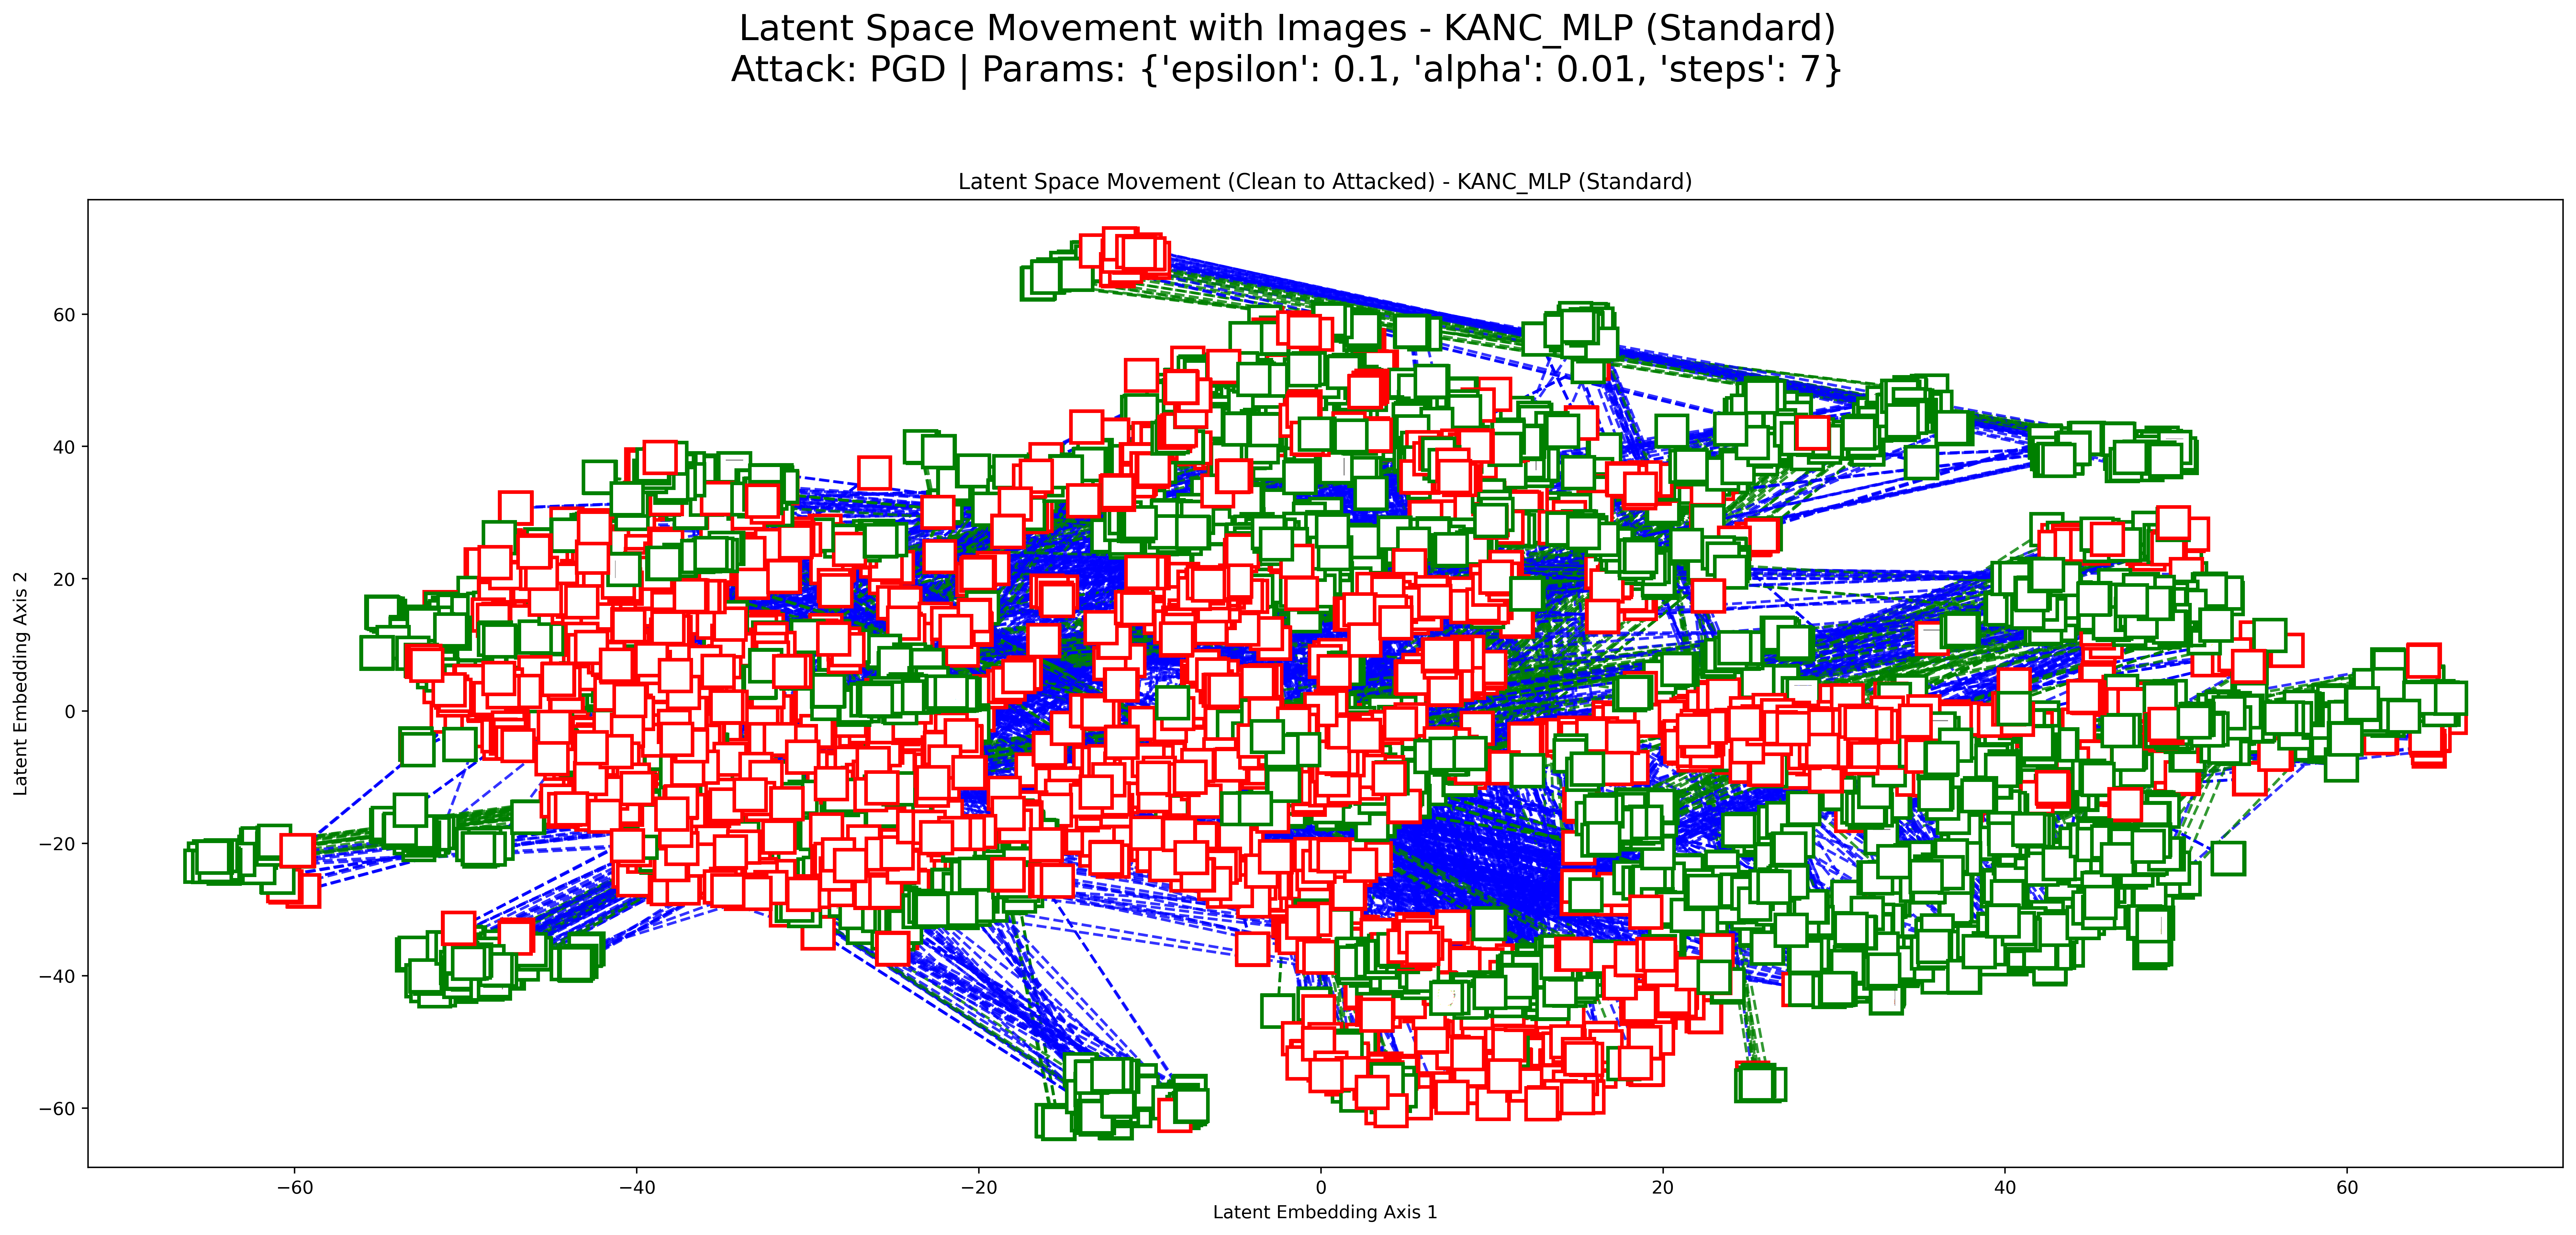 Latent Space Movement with Images - KANC_MLP (Standard)
Attack: PGD | Params: {'epsilon': 0.1, 'alpha': 0.01, 'steps': 7}
Latent Space Movement (Clean to Attacked) - KANC_MLP (Standard)
60
40
20
0
−20
−40
−60
Latent Embedding Axis 2
−60
−40
−20
0
20
40
60
Latent Embedding Axis 1